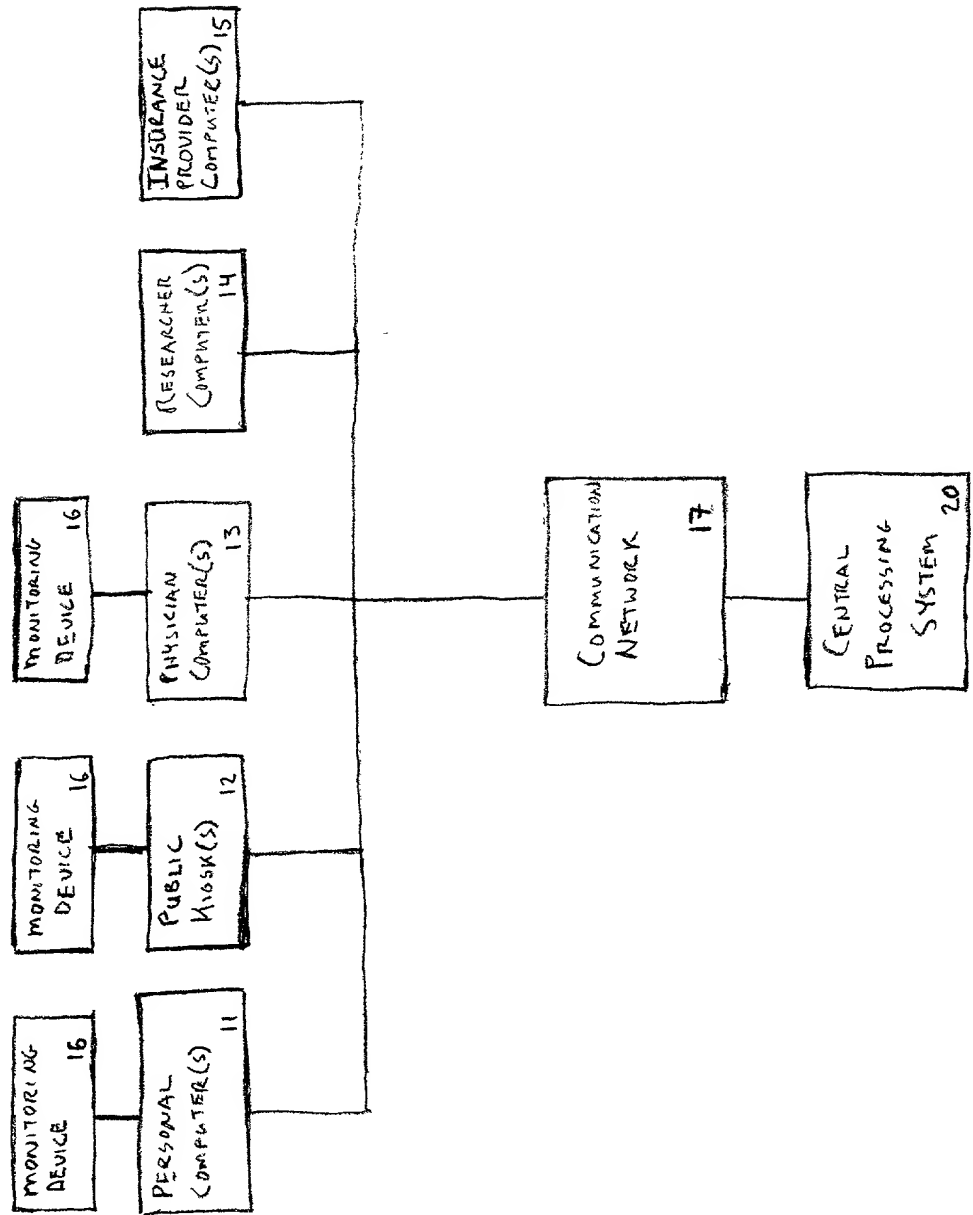 MONITORING
DEVICE
16
MONITORING
DEVICE
16
MONITORING
DEVICE
16
PERSONAL
COMPUTER(S)
11
PUBLIC
KIOSK(S)
12
PHYSICIAN
COMPUTER(S)
13
RESEARCHER
COMPUTER(S)
14
INSURANCE
PROVIDER
COMPUTER(S)
15
COMMUNICATION
NETWORK
17
CENTRAL
PROCESSING
SYSTEM
20